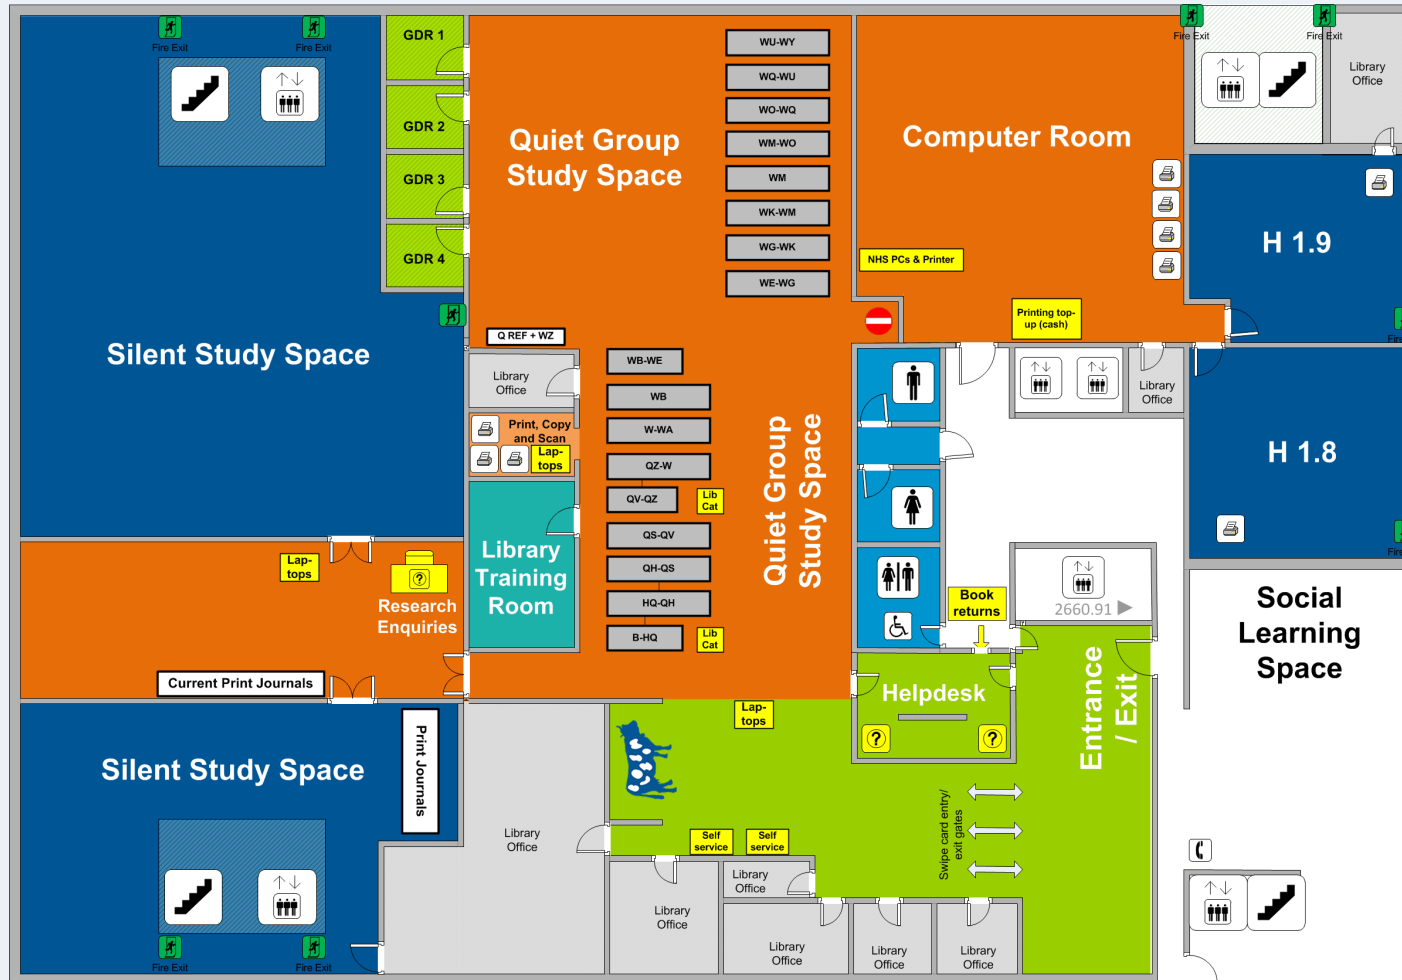 Fire Exit
Fire Exit
GDR 1
GDR 2
GDR 3
GDR 4
Silent Study Space
Quiet Group
Study Space
WU-WY
WQ-WU
WO-WQ
WM-WO
WM
WK-WM
WG-WK
WE-WG
Computer Room
NHS PCs & Printer
Printing top-
up (cash)
Fire Exit
Fire Exit
Library
Office
H 1.9
Fire
H 1.8
Fire
Q REF + WZ
Library
Office
Print, Copy
and Scan
Lap-
tops
Library
Training
Room
WB-WE
WB
W-WA
QZ-W
QV-QZ
QS-QV
QH-QS
HQ-QH
B-HQ
Lib
Cat
Lib
Cat
Quiet Group
Study Space
Library
Office
2660.91
Book
returns
Helpdesk
Entrance
/ Exit
Social
Learning
Space
Lap-
tops
Research
Enquiries
Current Print Journals
Print Journals
Silent Study Space
Fire Exit
Fire Exit
Library
Office
Lap-
tops
Self
service
Self
service
Swipe card entry/
exit gates
Library
Office
Library
Office
Library
Office
Library
Office
Library
Office